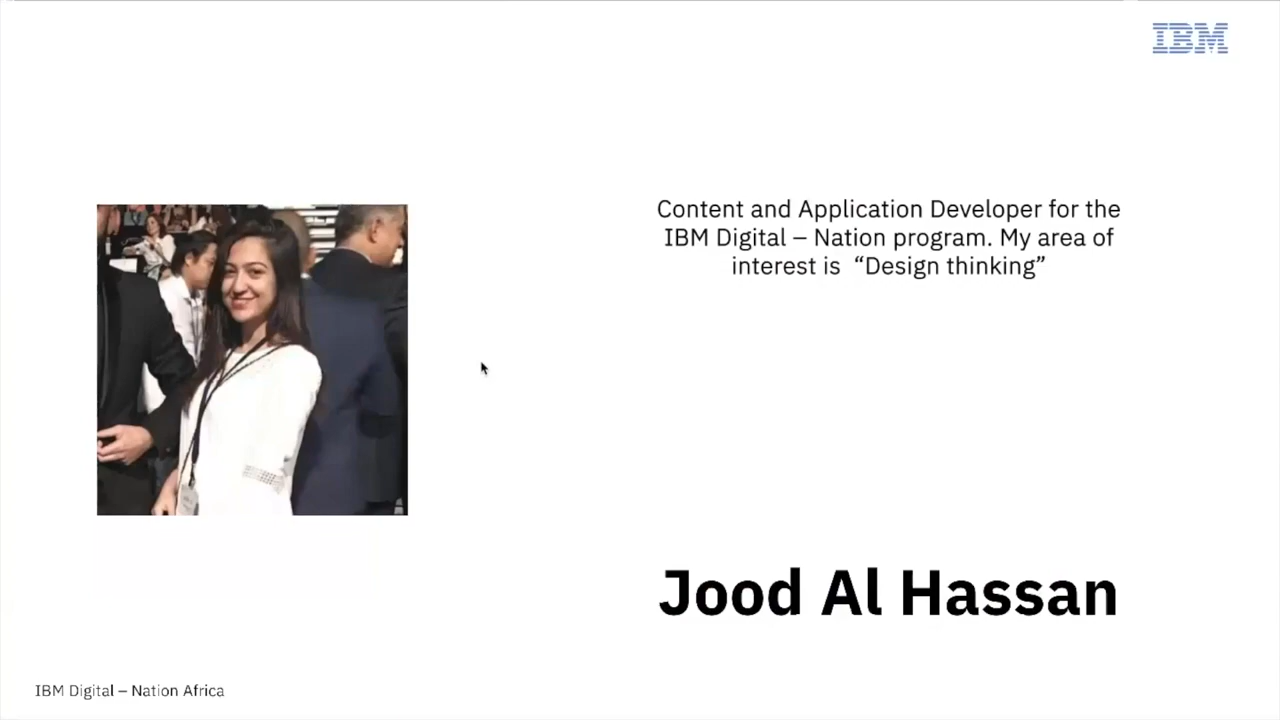 IBM
Content and Application Developer for the
IBM Digital – Nation program. My area of
interest is “Design thinking”
Jood Al Hassan
IBM Digital – Nation Africa